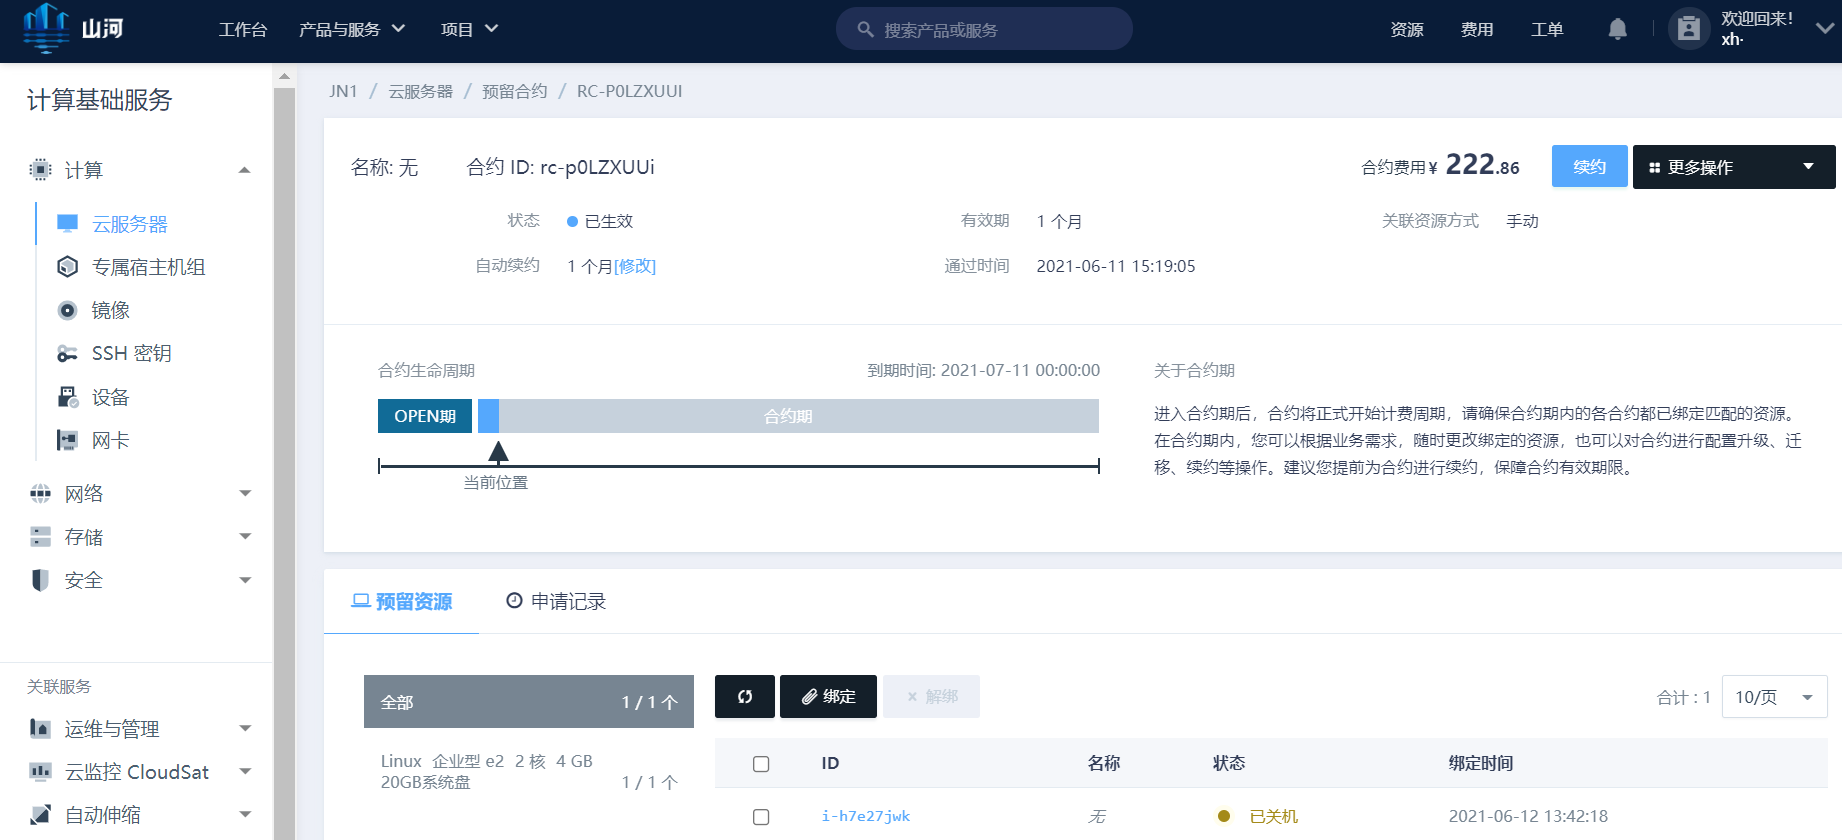 山河
工作台 产品与服务 项目 搜索产品或服务 资源 费用 工单 欢迎回来！
xh·
计算基础服务
计算
云服务器
专属宿主机组
镜像
SSH 密钥
设备
网卡
网络
存储
安全
关联服务
运维与管理
云监控 CloudSat
自动伸缩
JN1 / 云服务器 / 预留合约 / RC-P0LZXUUI
名称: 无 合约 ID: rc-p0LZXUUi 合约费用 ¥ 222.86 续约 更多操作
状态 已生效 有效期 1 个月 关联资源方式 手动
自动续约 1 个月[修改] 通过时间 2021-06-11 15:19:05
合约生命周期 到期时间: 2021-07-11 00:00:00
OPEN期 合约期
当前位置
关于合约期
进入合约期后，合约将正式开始计费周期，请确保合约期内的各合约都已绑定匹配的资源。
在合约期内，您可以根据业务需求，随时更改绑定的资源，也可以对合约进行配置升级、迁
移、续约等操作。建议您提前为合约进行续约，保障合约有效期限。
预留资源 申请记录
全部 1 / 1 个
Linux 企业型 e2 2 核 4 GB
20GB系统盘 1 / 1 个
绑定 × 解绑 合计 : 1 10/页
ID 名称 状态 绑定时间
i-h7e27jwk 无 已关机 2021-06-12 13:42:18